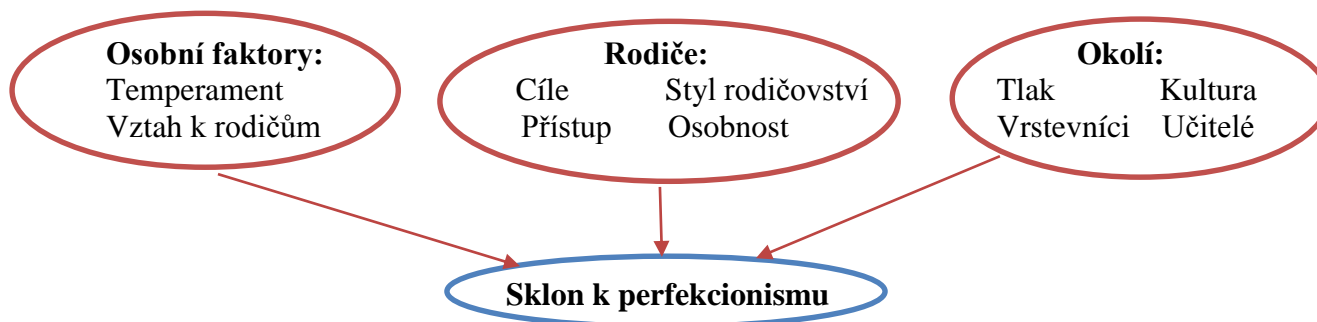 Osobní faktory:
Temperament
Vztah k rodičům
Rodiče:
Cíle Styl rodičovství
Přístup Osobnost
Okolí:
Tlak Kultura
Vrstevníci Učitelé
Sklon k perfekcionismu